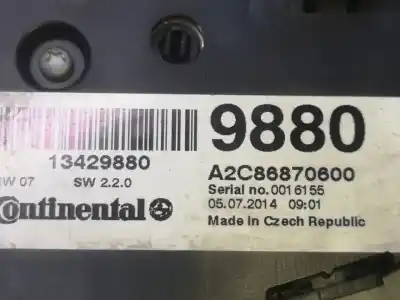 9880
13429880
W 07 SW 2.2.0
A2C86870600
Serial no. 0016155
05.07.2014 09:01
Continental
Made in Czech Republic